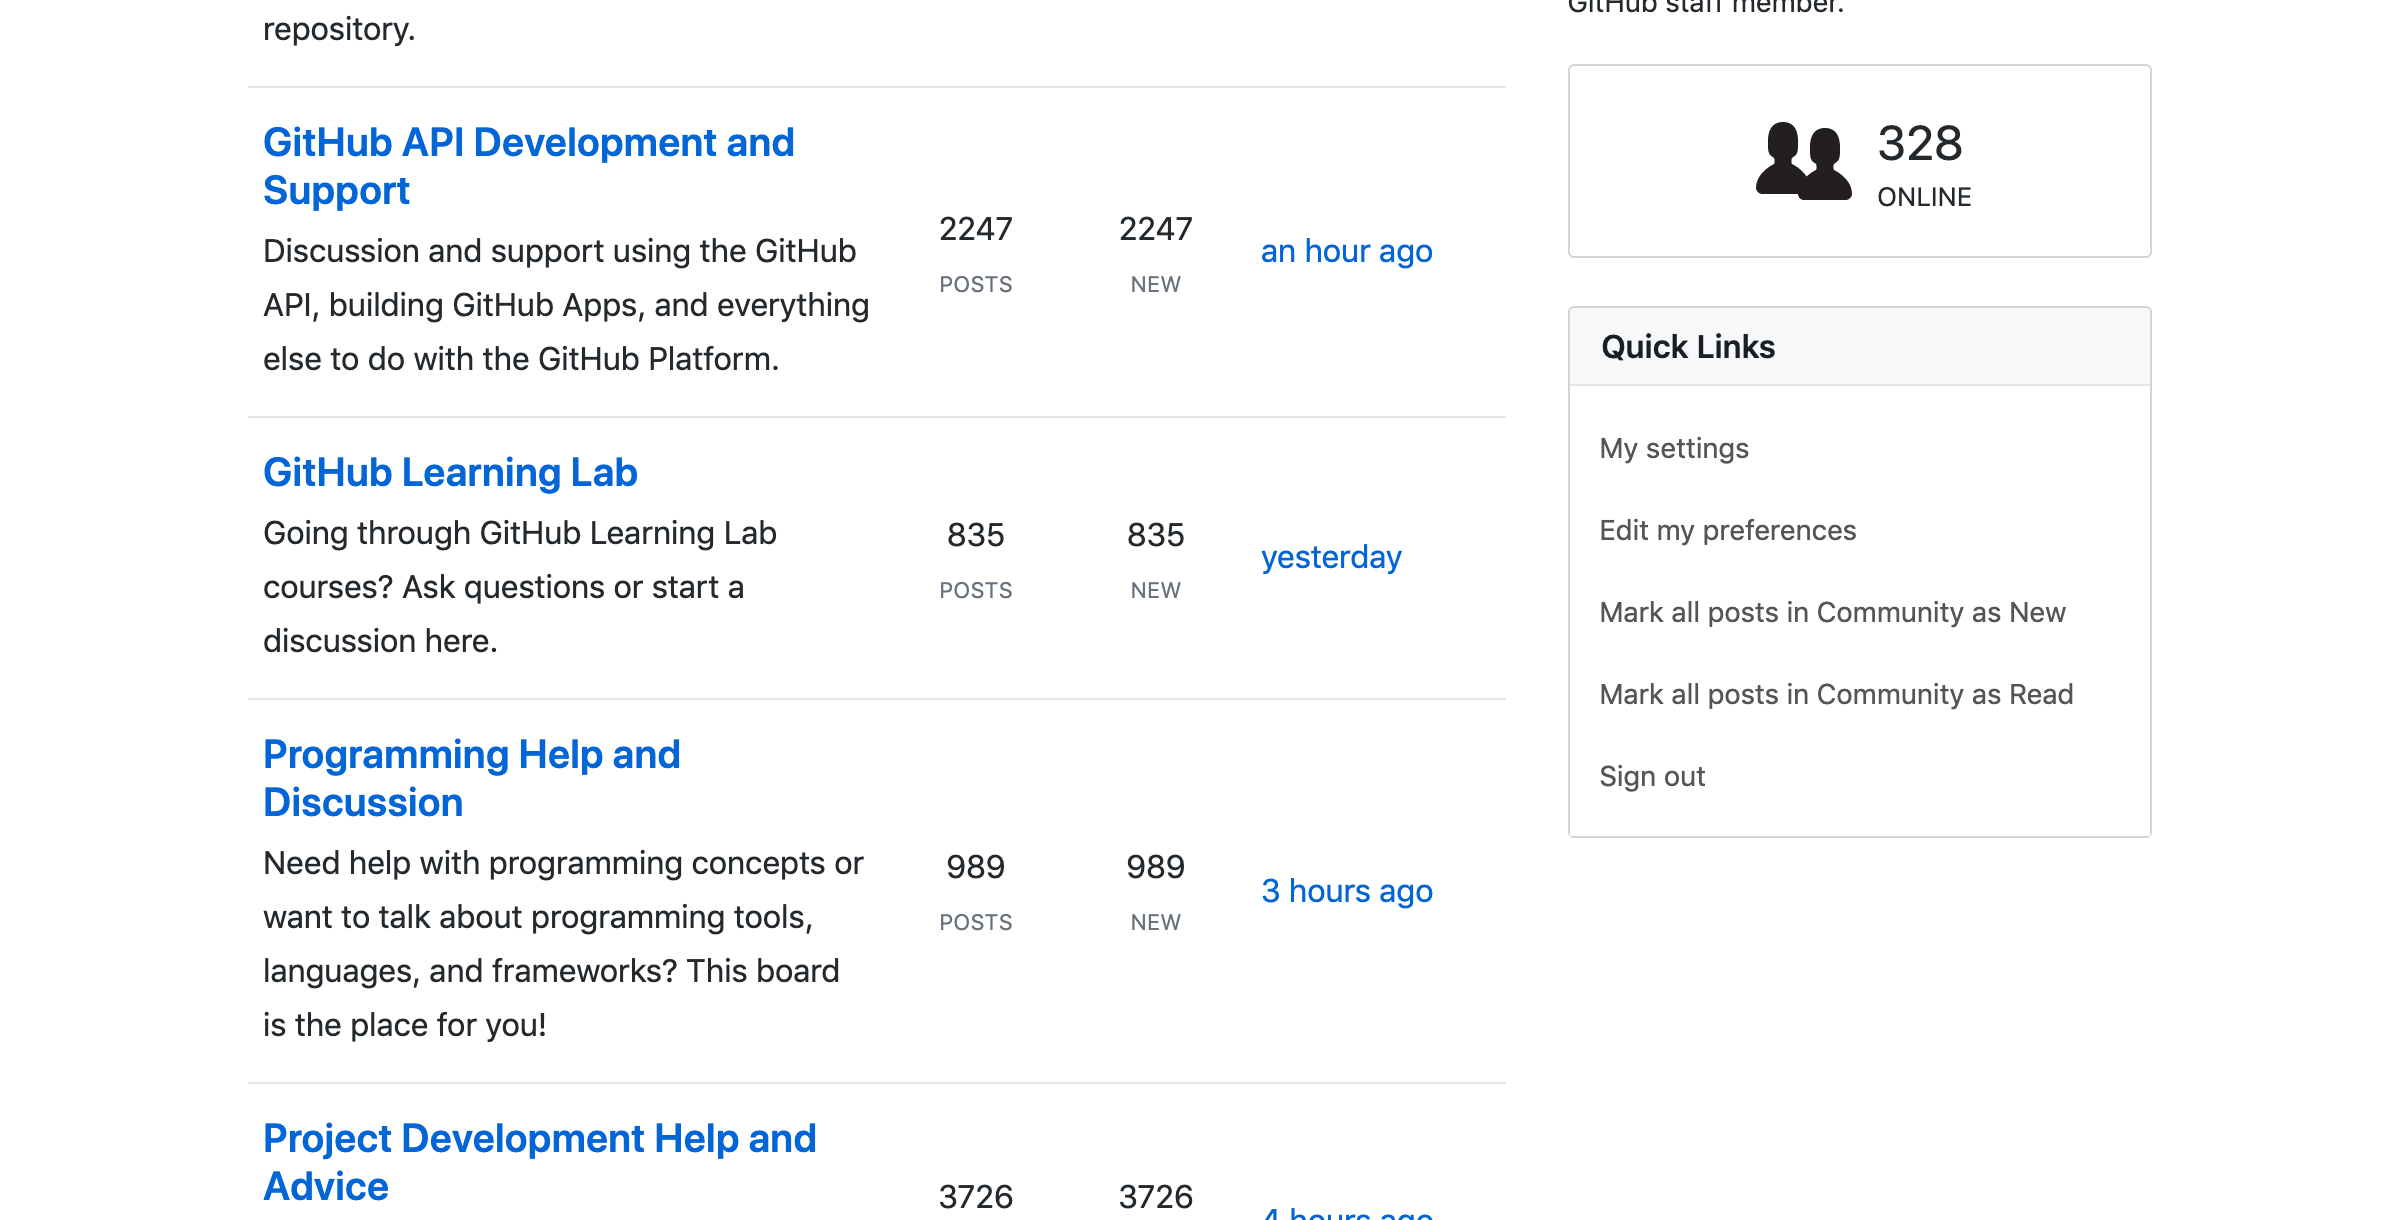 repository.
GitHub API Development and
Support
Discussion and support using the GitHub
API, building GitHub Apps, and everything
else to do with the GitHub Platform.
2247
POSTS
2247
NEW
an hour ago
GitHub Learning Lab
Going through GitHub Learning Lab
courses? Ask questions or start a
discussion here.
835
POSTS
835
NEW
yesterday
Programming Help and
Discussion
Need help with programming concepts or
want to talk about programming tools,
languages, and frameworks? This board
is the place for you!
989
POSTS
989
NEW
3 hours ago
Project Development Help and
Advice
3726
3726
4 hours ago
GitHub staff member.
328
ONLINE
Quick Links
My settings
Edit my preferences
Mark all posts in Community as New
Mark all posts in Community as Read
Sign out